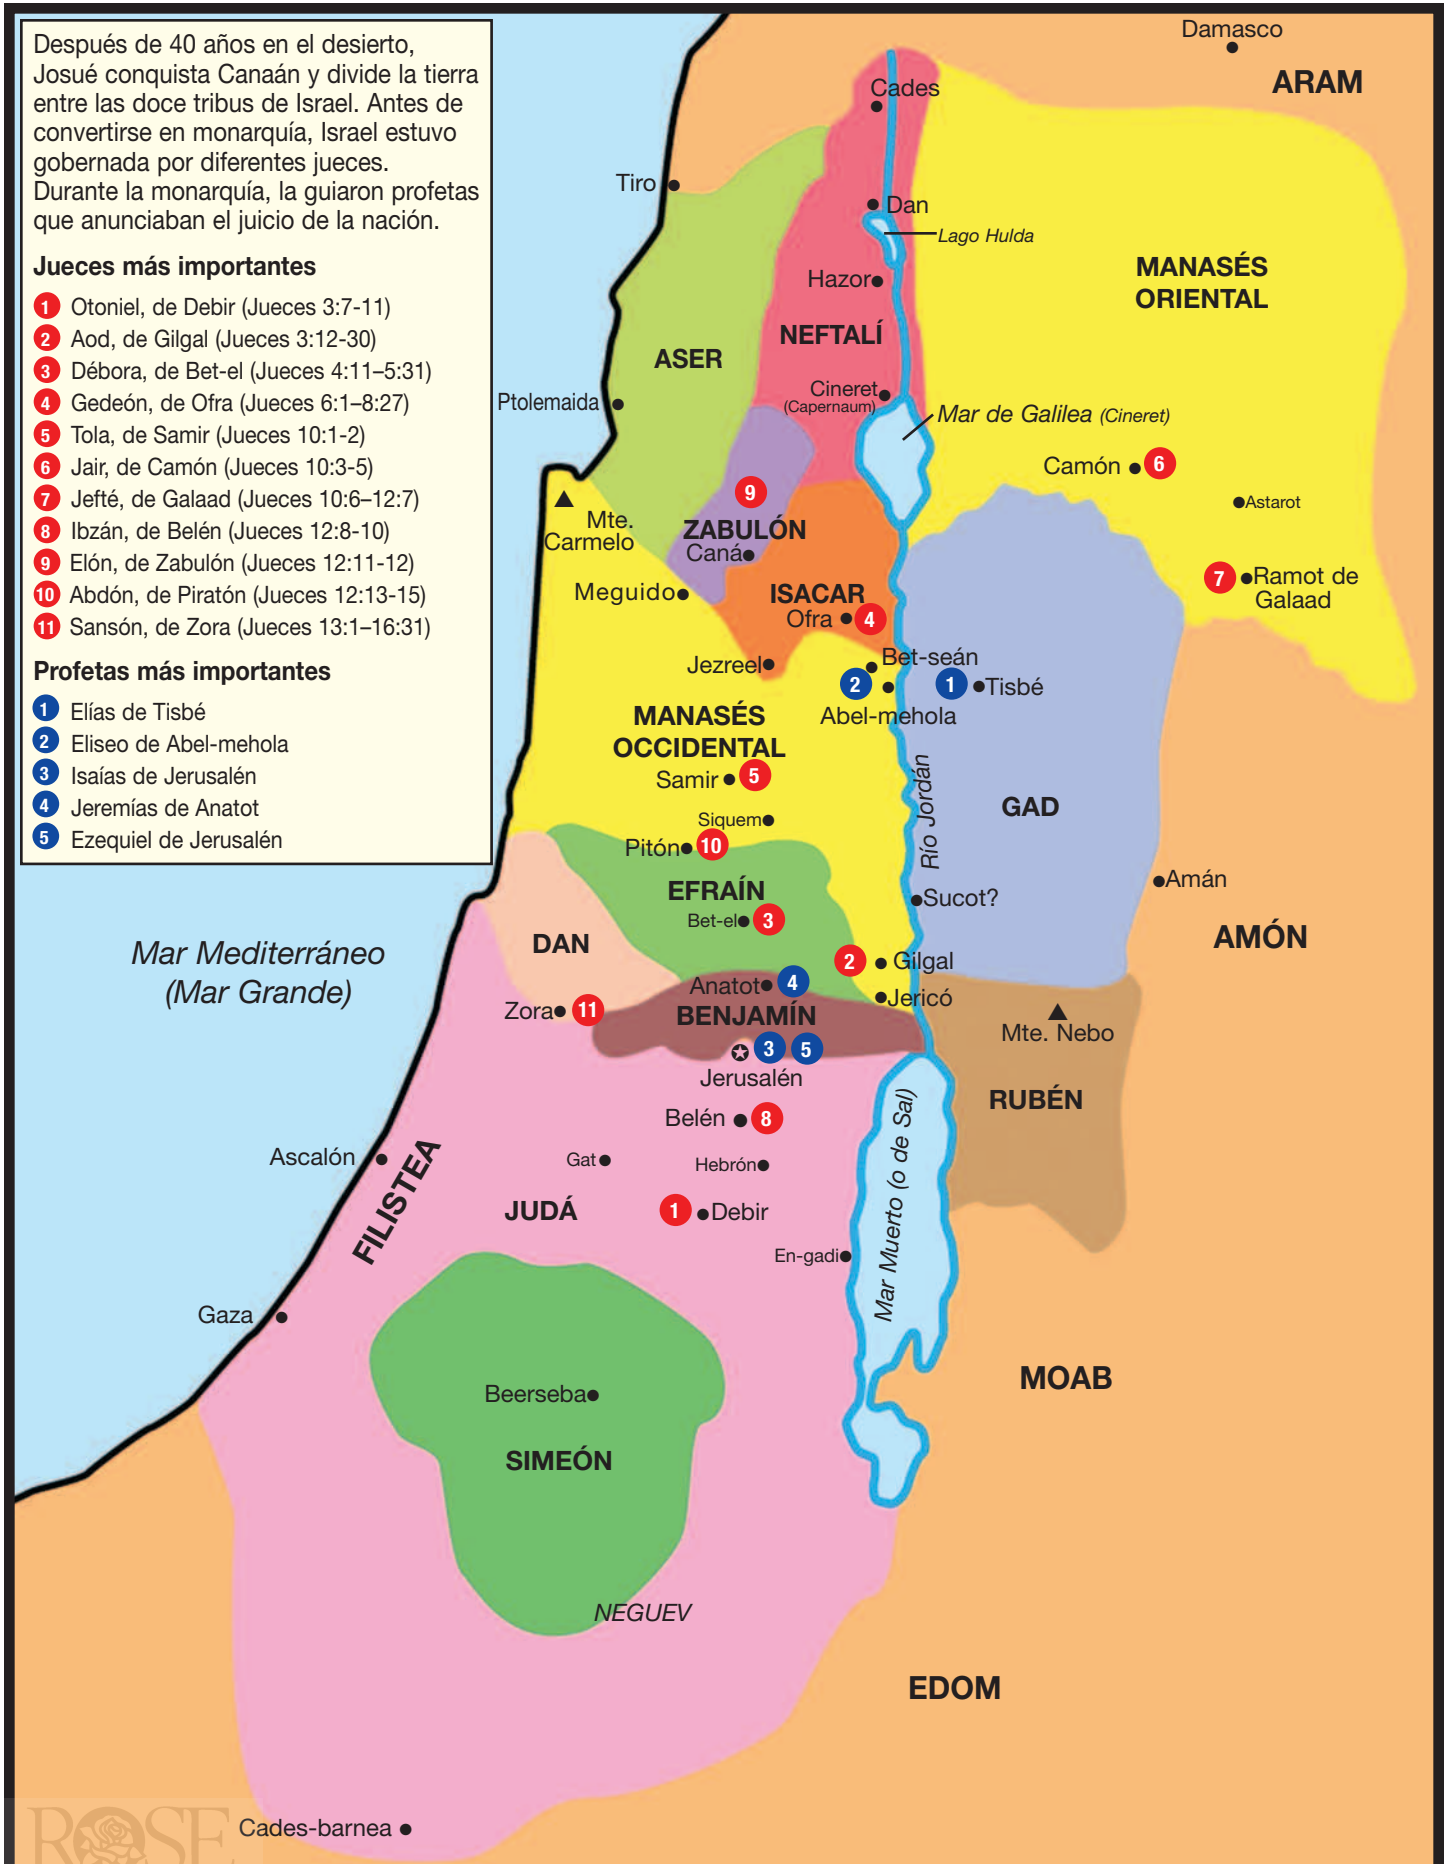 Después de 40 años en el desierto,
Josué conquista Canaán y divide la tierra
entre las doce tribus de Israel. Antes de
convertirse en monarquía, Israel estuvo
gobernada por diferentes jueces.
Durante la monarquía, la guiaron profetas
que anunciaban el juicio de la nación.
Jueces más importantes
1 Otoniel, de Debir (Jueces 3:7-11)
2 Aod, de Gilgal (Jueces 3:12-30)
3 Débora, de Bet-el (Jueces 4:11–5:31)
4 Gedeón, de Ofra (Jueces 6:1–8:27)
5 Tola, de Samir (Jueces 10:1-2)
6 Jair, de Camón (Jueces 10:3-5)
7 Jefté, de Galaad (Jueces 10:6–12:7)
8 Ibzán, de Belén (Jueces 12:8-10)
9 Elón, de Zabulón (Jueces 12:11-12)
10 Abdón, de Piratón (Jueces 12:13-15)
11 Sansón, de Zora (Jueces 13:1–16:31)
Profetas más importantes
1 Elías de Tisbé
2 Eliseo de Abel-mehola
3 Isaías de Jerusalén
4 Jeremías de Anatot
5 Ezequiel de Jerusalén
Damasco
ARAM
Cades
Tiro
Dan
Lago Hulda
MANASÉS
ORIENTAL
Hazor
NEFTALÍ
ASER
Cineret
(Capernaum)
Ptolemaida
Mar de Galilea (Cineret)
Camón 6
9
Astarot
Mte.
Carmelo
ZABULÓN
Caná
7 Ramot de
Galaad
Meguido
ISACAR
Ofra 4
Jezreel
Bet-seán
2
1 Tisbé
Abel-mehola
MANASÉS
OCCIDENTAL
Samir 5
Río Jordán
GAD
Siquem
Pitón 10
EFRAÍN
Amán
Sucot?
Bet-el 3
DAN
AMÓN
Mar Mediterráneo
(Mar Grande)
2 Gilgal
Anatot 4
Jericó
Zora 11
BENJAMÍN
Mte. Nebo
3 5
Jerusalén
RUBÉN
Belén 8
Mar Muerto (o de Sal)
Ascalón
FILISTEA
Gat
Hebrón
JUDÁ
1 Debir
En-gadi
Gaza
MOAB
Beerseba
SIMEÓN
NEGUEV
EDOM
ROSE
Cades-barnea